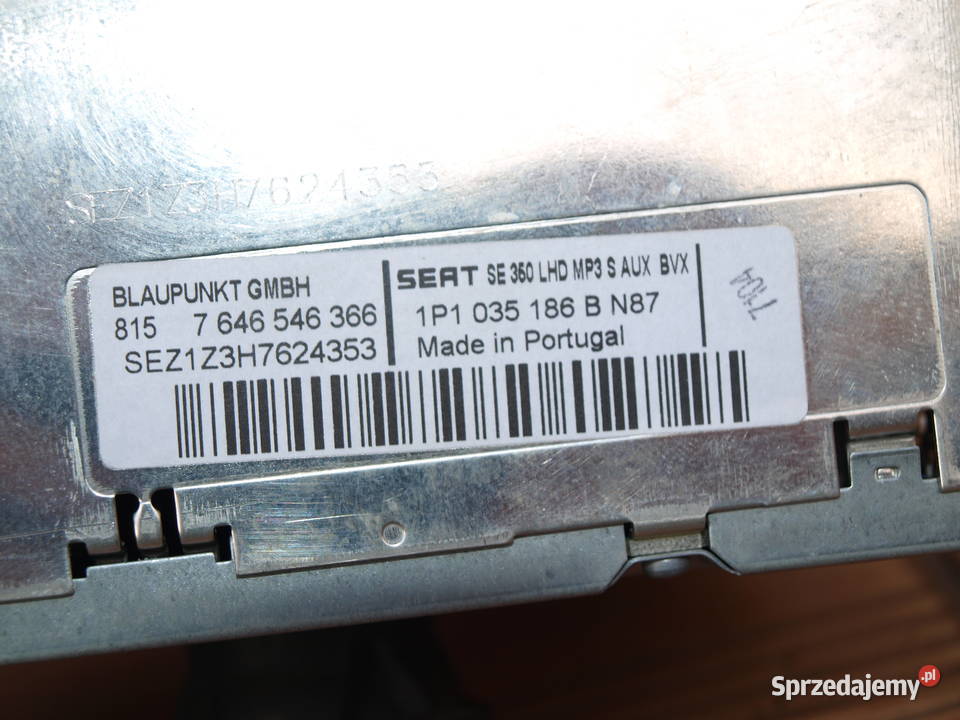 SEZ1Z3H7624353
BLAUPUNKT GMBH
815 7 646 546 366
SEZ1Z3H7624353
SEAT SE 350 LHD MP3 S AUX BVX
1P1 035 186 B N87
Made in Portugal
Sprzedajemy.pl